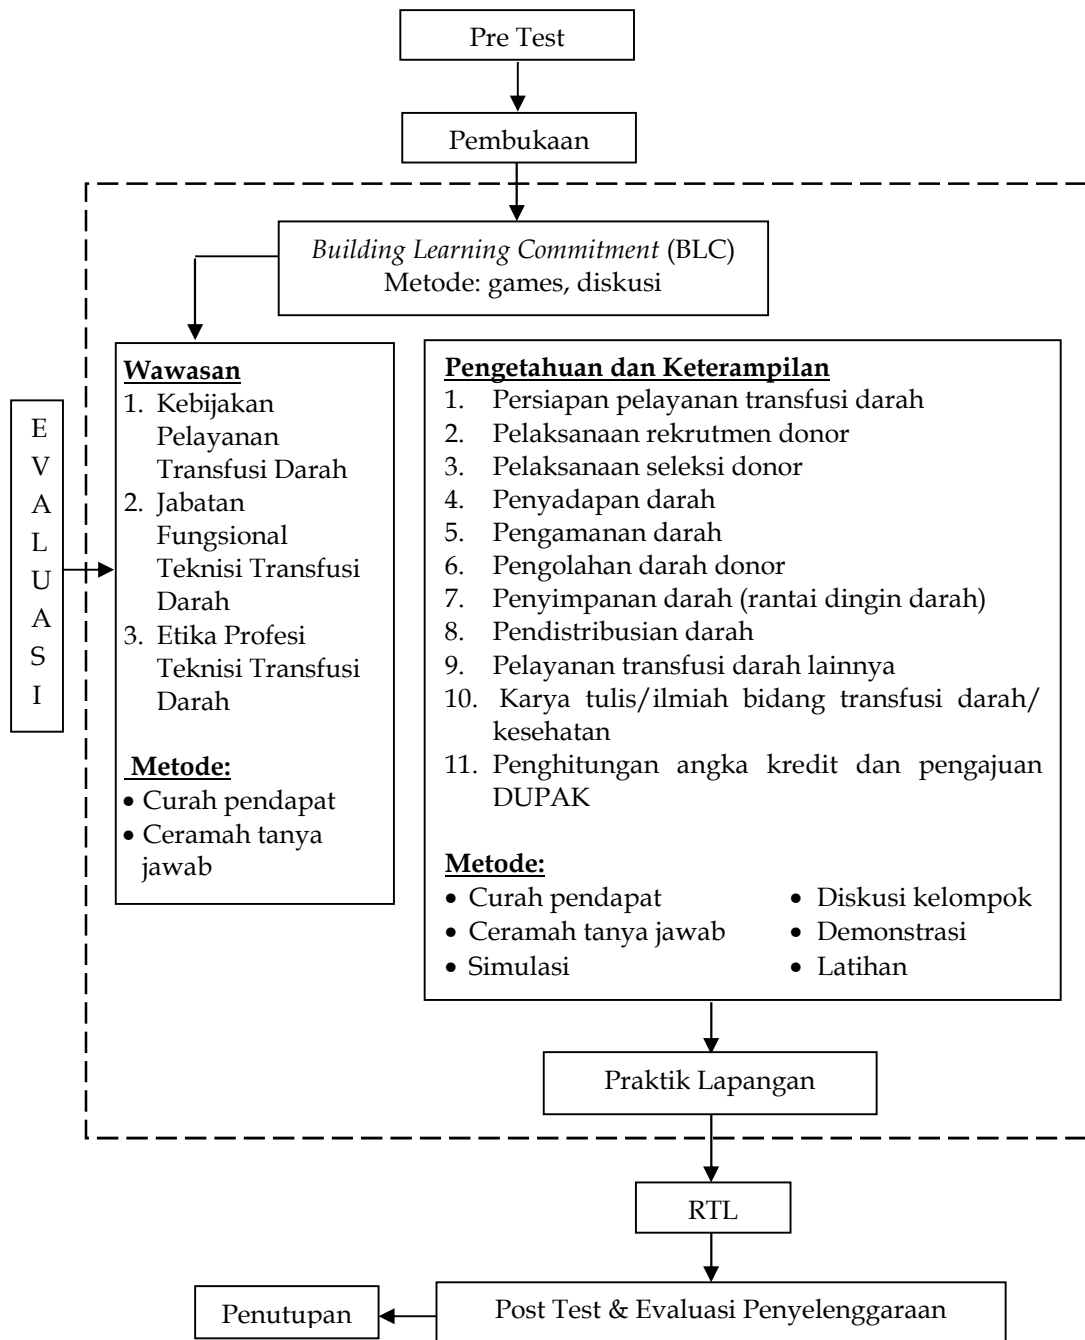 Pre Test
Pembukaan
Building Learning Commitment (BLC)
Metode: games, diskusi
E
V
A
L
U
A
S
I
Wawasan
1. Kebijakan
Pelayanan
Transfusi Darah
2. Jabatan
Fungsional
Teknisi Transfusi
Darah
3. Etika Profesi
Teknisi Transfusi
Darah
Metode:
• Curah pendapat
• Ceramah tanya
jawab
Pengetahuan dan Keterampilan
1. Persiapan pelayanan transfusi darah
2. Pelaksanaan rekrutmen donor
3. Pelaksanaan seleksi donor
4. Penyadapan darah
5. Pengamanan darah
6. Pengolahan darah donor
7. Penyimpanan darah (rantai dingin darah)
8. Pendistribusian darah
9. Pelayanan transfusi darah lainnya
10. Karya tulis/ilmiah bidang transfusi darah/
kesehatan
11. Penghitungan angka kredit dan pengajuan
DUPAK
Metode:
• Curah pendapat
• Ceramah tanya jawab
• Simulasi
• Diskusi kelompok
• Demonstrasi
• Latihan
Praktik Lapangan
RTL
Post Test & Evaluasi Penyelenggaraan
Penutupan